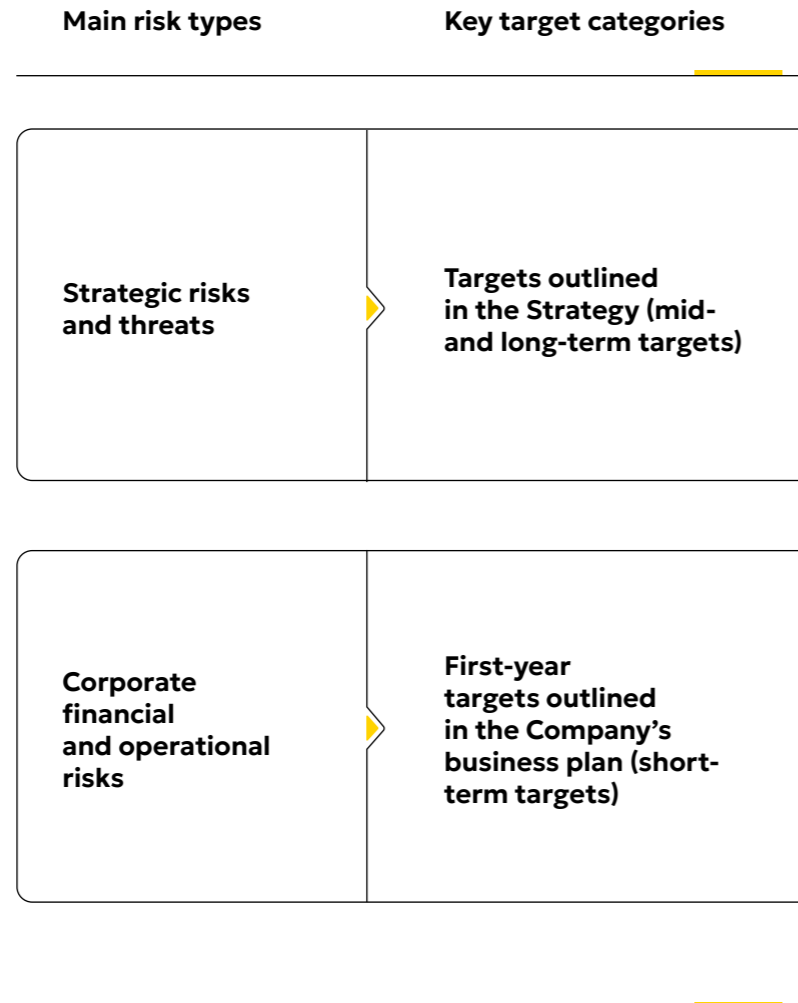 Main risk types
Key target categories
Strategic risks
and threats
Targets outlined
in the Strategy (mid-
and long-term targets)
Corporate
financial
and operational
risks
First-year
targets outlined
in the Company’s
business plan (short-
term targets)